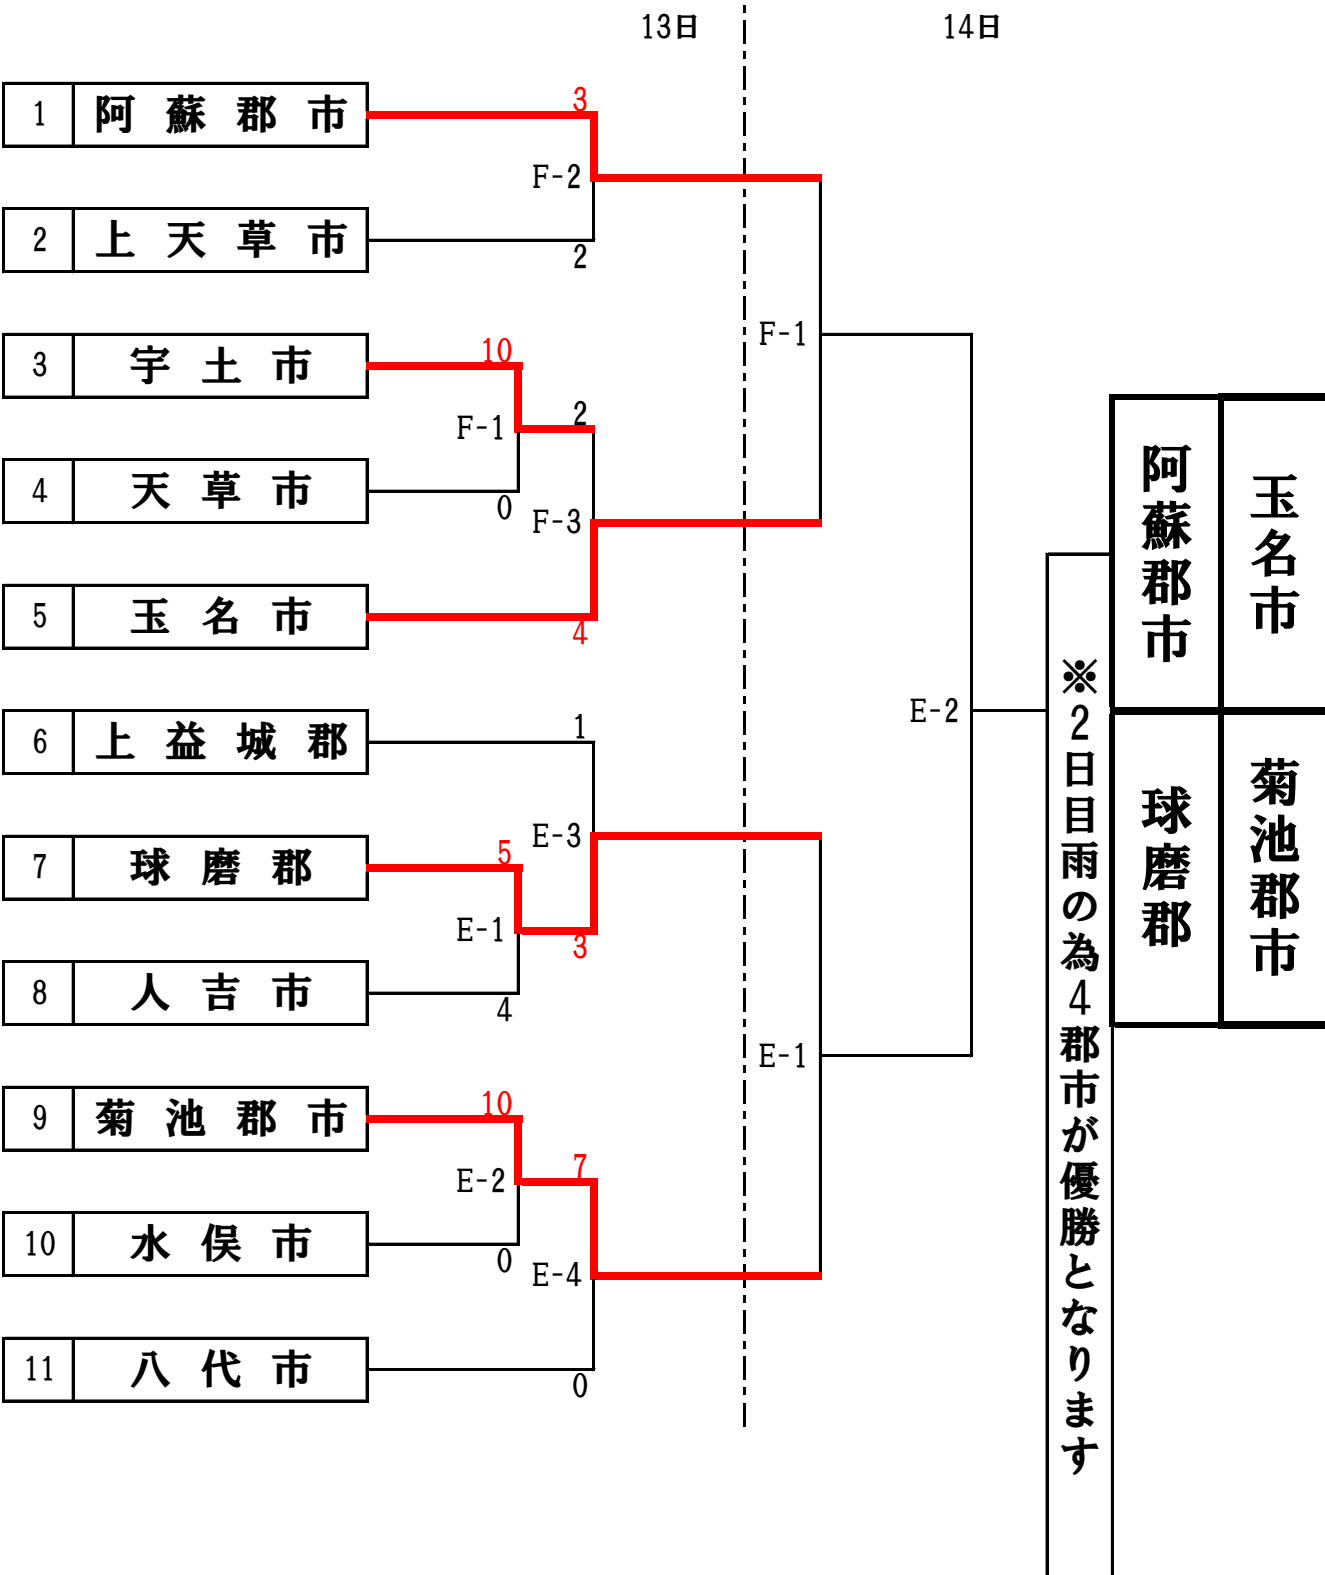 13日
14日
1 阿蘇郡市
3
F-2
2 上天草市
2
3 宇土市
10
F-1
2
4 天草市
0
F-3
5 玉名市
4
F-1
6 上益城郡
1
E-3
7 球磨郡
5
E-1
3
8 人吉市
4
E-1
9 菊池郡市
10
E-2
7
10 水俣市
0
E-4
11 八代市
0
E-2
※2日目雨の為4郡市が優勝となります
阿蘇郡市
玉名市
球磨郡
菊池郡市